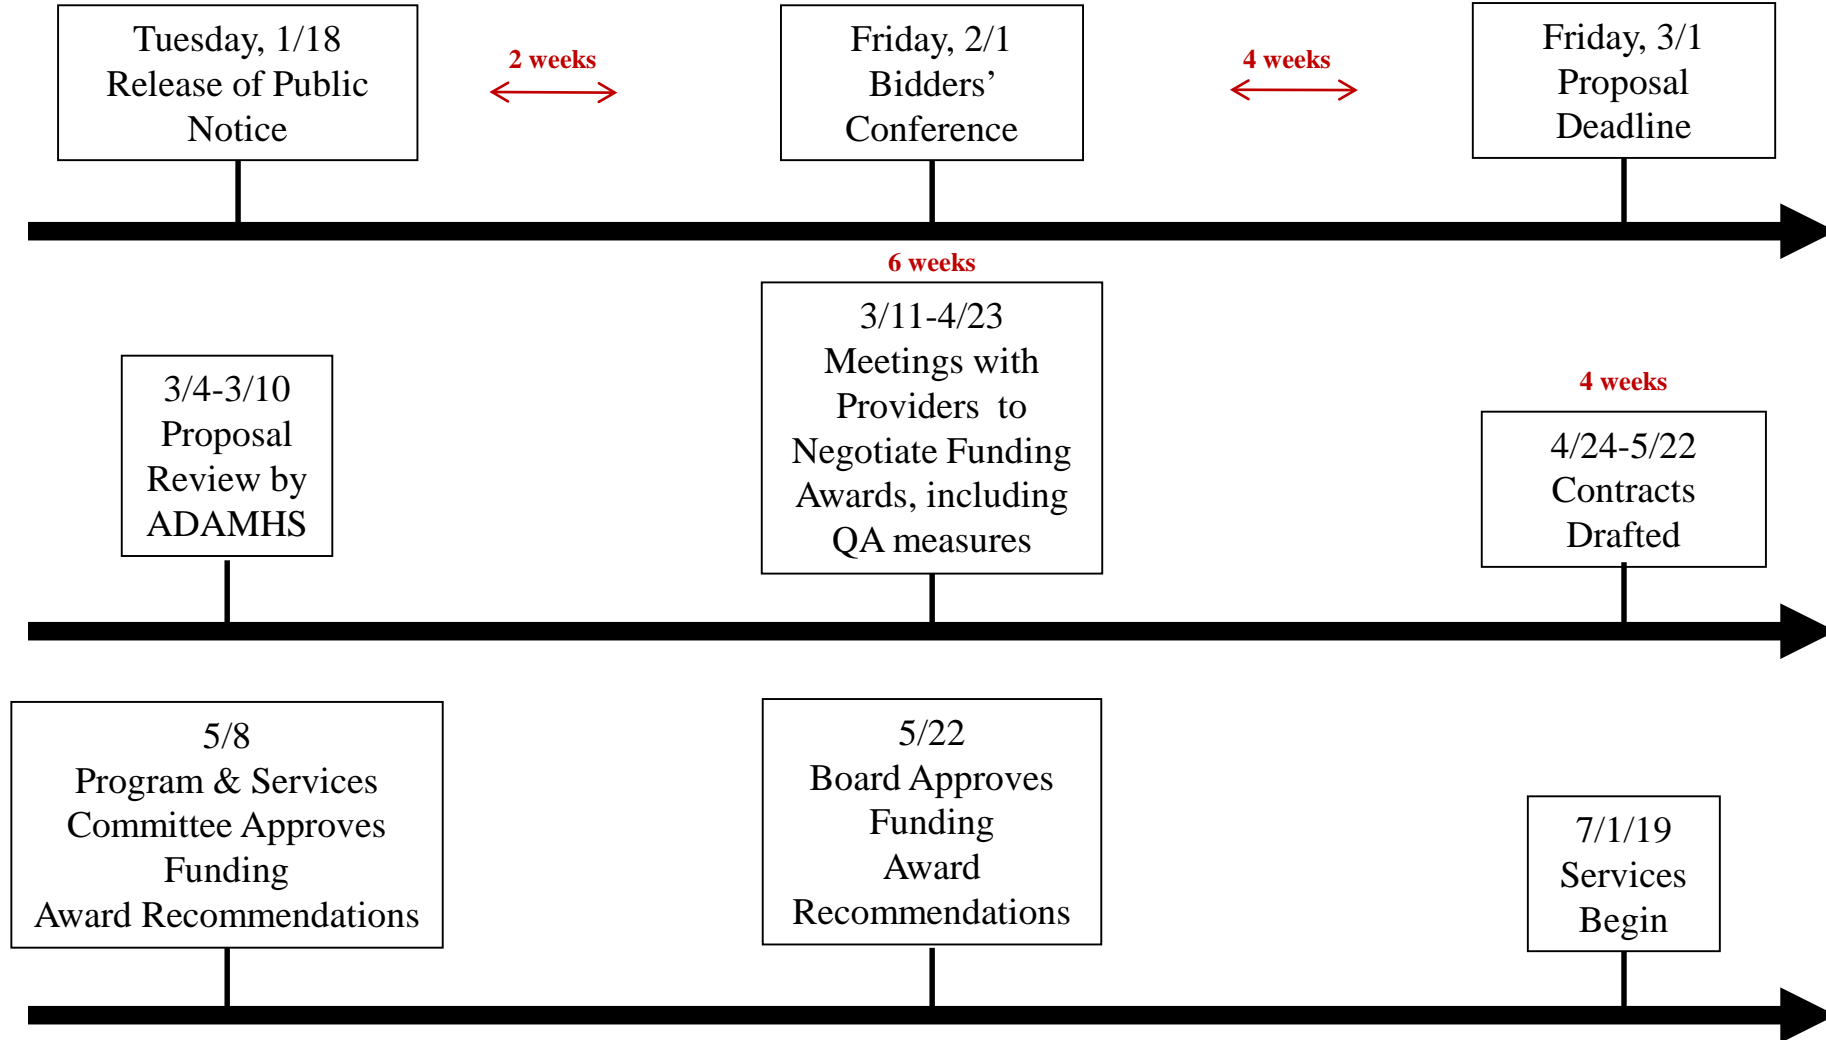 Tuesday, 1/18
Release of Public
Notice
2 weeks
Friday, 2/1
Bidders’
Conference
4 weeks
Friday, 3/1
Proposal
Deadline
3/4-3/10
Proposal
Review by
ADAMHS
6 weeks
3/11-4/23
Meetings with
Providers to
Negotiate Funding
Awards, including
QA measures
4 weeks
4/24-5/22
Contracts
Drafted
5/8
Program & Services
Committee Approves
Funding
Award Recommendations
5/22
Board Approves
Funding
Award
Recommendations
7/1/19
Services
Begin